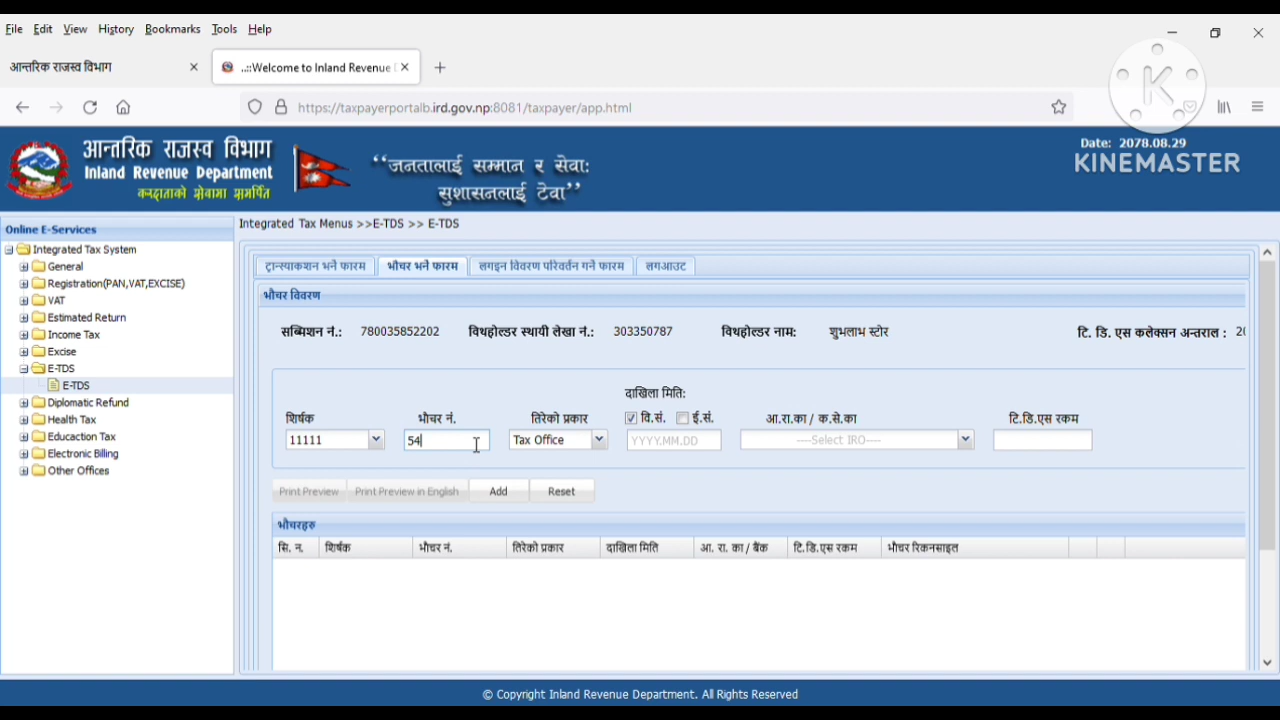 File Edit View History Bookmarks Tools Help
आन्तरिक राजस्व विभाग × ..::Welcome to Inland Revenue × +
https://taxpayerportalb.ird.gov.np:8081/taxpayer/app.html
K
आन्तरिक राजस्व विभाग
Inland Revenue Department
“जनतालाई सम्मान र सेवाः
सुशासनलाई टेवा”
Date: 2078.08.29
KINEMASTER
Online E-Services
Integrated Tax Menus >>E-TDS >> E-TDS
Integrated Tax System
General
Registration(PAN,VAT,EXCISE)
VAT
Estimated Return
Income Tax
Excise
E-TDS
E-TDS
Diplomatic Refund
Health Tax
Educaction Tax
Electronic Billing
Other Offices
ट्रान्स्याकशन भर्ने फारम भौचर भर्ने फारम लगइन विवरण परिवर्तन गर्ने फारम लगआउट
भौचर विवरण
सब्मिशन नं.: 780035852202 विथहोल्डर स्थायी लेखा नं.: 303350787 विथहोल्डर नाम: शुभलाभ स्टोर टि. डि. एस कलेक्सन अन्तराल : 20
दाखिला मिति:
शिर्षक भौचर नं. तिरेको प्रकार वि.सं. ई.सं. आ.रा.का / क.से.का टि.डि.एस रकम
11111 54 Tax Office YYYY.MM.DD ----Select IRO----
Print Preview Print Preview in English Add Reset
भौचरहरु
सि. न. शिर्षक भौचर नं. तिरेको प्रकार दाखिला मिति आ. रा. का / बैंक टि.डि.एस रकम भौचर रिकनसाइल
© Copyright Inland Revenue Department. All Rights Reserved